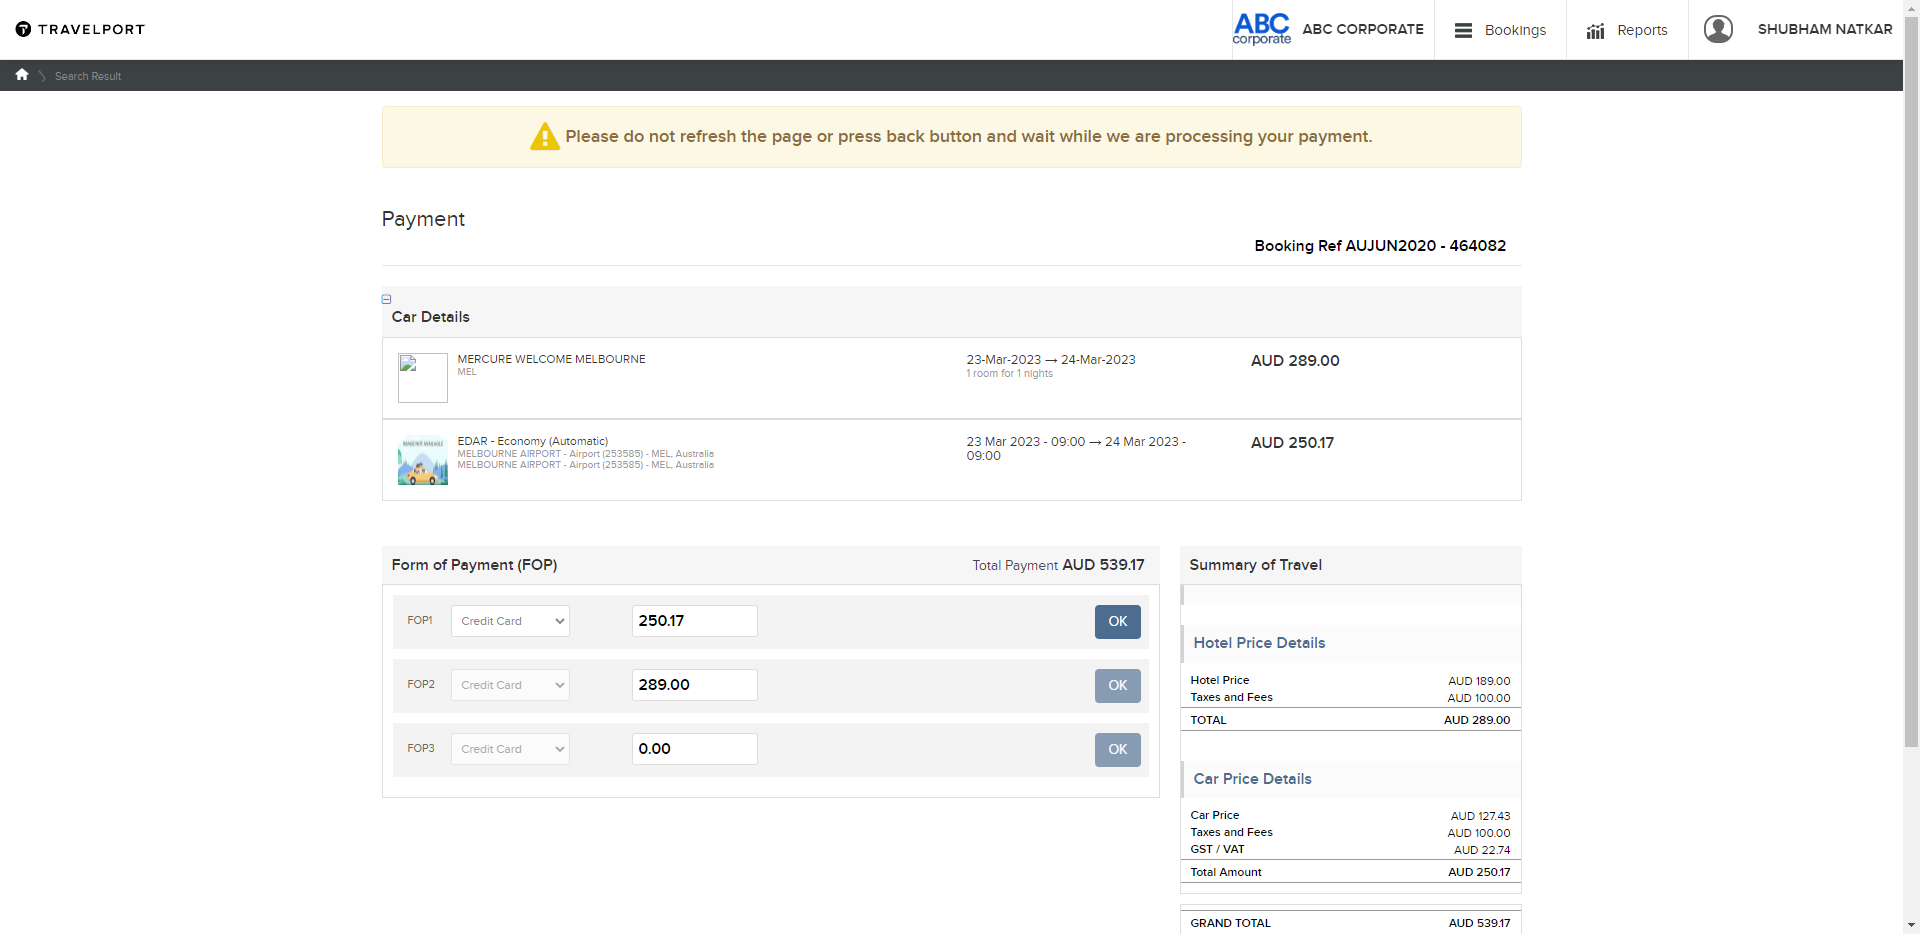 TRAVELPORT
ABC corporate
ABC CORPORATE
Bookings
Reports
SHUBHAM NATKAR
Search Result
Please do not refresh the page or press back button and wait while we are processing your payment.
Payment
Booking Ref AUJUN2020 - 464082
Car Details
MERCURE WELCOME MELBOURNE
MEL
23-Mar-2023 → 24-Mar-2023
1 room for 1 nights
AUD 289.00
IMAGE NOT AVAILABLE
EDAR - Economy (Automatic)
MELBOURNE AIRPORT - Airport (253585) - MEL, Australia
MELBOURNE AIRPORT - Airport (253585) - MEL, Australia
23 Mar 2023 - 09:00 → 24 Mar 2023 -
09:00
AUD 250.17
Form of Payment (FOP)
Total Payment AUD 539.17
FOP1 Credit Card 250.17 OK
FOP2 Credit Card 289.00 OK
FOP3 Credit Card 0.00 OK
Summary of Travel
Hotel Price Details
Hotel Price AUD 189.00
Taxes and Fees AUD 100.00
TOTAL AUD 289.00
Car Price Details
Car Price AUD 127.43
Taxes and Fees AUD 100.00
GST / VAT AUD 22.74
Total Amount AUD 250.17
GRAND TOTAL AUD 539.17